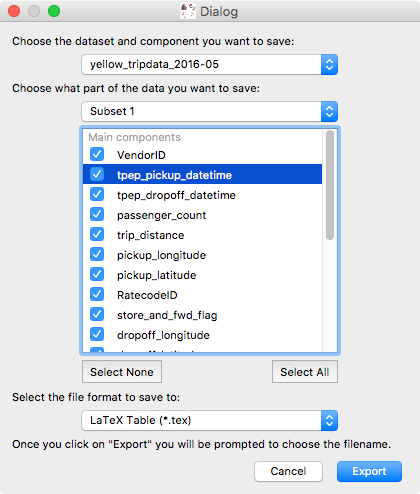 Dialog
Choose the dataset and component you want to save:
yellow_tripdata_2016-05
Choose what part of the data you want to save:
Subset 1
Main components
VendorID
tpep_pickup_datetime
tpep_dropoff_datetime
passenger_count
trip_distance
pickup_longitude
pickup_latitude
RatecodeID
store_and_fwd_flag
dropoff_longitude
Select None
Select All
Select the file format to save to:
LaTeX Table (*.tex)
Once you click on "Export" you will be prompted to choose the filename.
Cancel
Export